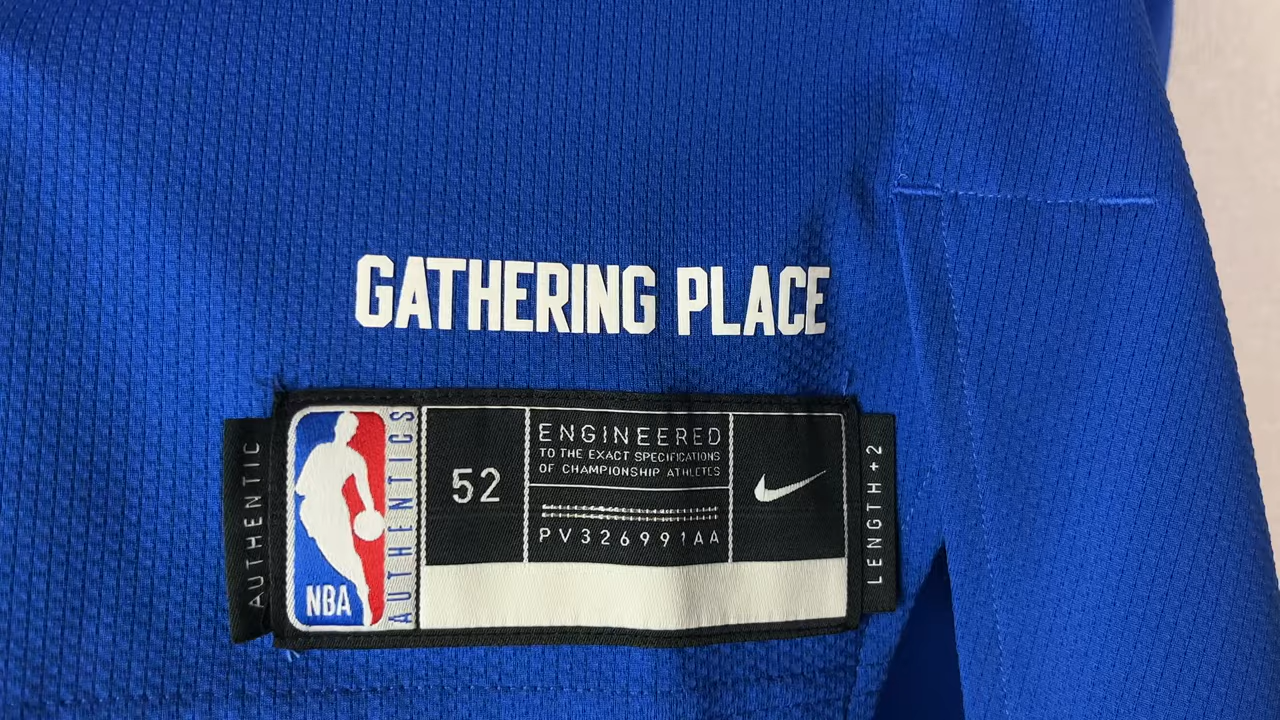 GATHERING PLACE
AUTHENTIC
NBA
AUTHENTICS
52
ENGINEERED
TO THE EXACT SPECIFICATIONS
OF CHAMPIONSHIP ATHLETES
PV326991AA
LENGTH+2